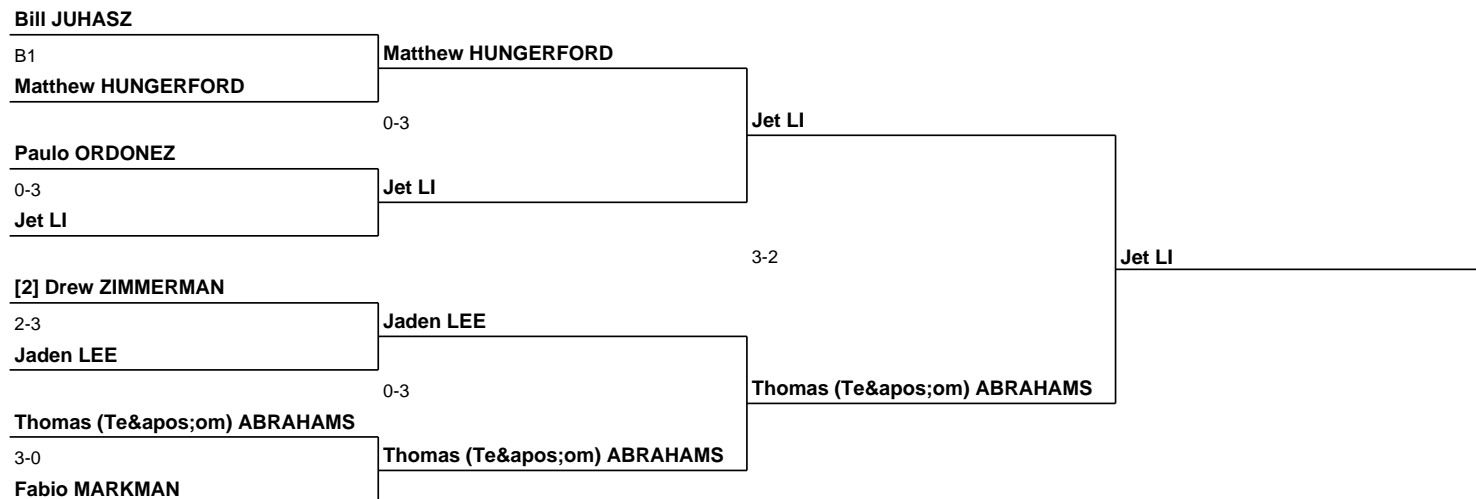 Bill JUHASZ
B1
Matthew HUNGERFORD
Matthew HUNGERFORD
0-3
Jet LI
Paulo ORDONEZ
0-3
Jet LI
Jet LI
3-2
Jet LI
[2] Drew ZIMMERMAN
2-3
Jaden LEE
Jaden LEE
0-3
Thomas (Te&apos;om) ABRAHAMS
Thomas (Te&apos;om) ABRAHAMS
3-0
Thomas (Te&apos;om) ABRAHAMS
Fabio MARKMAN